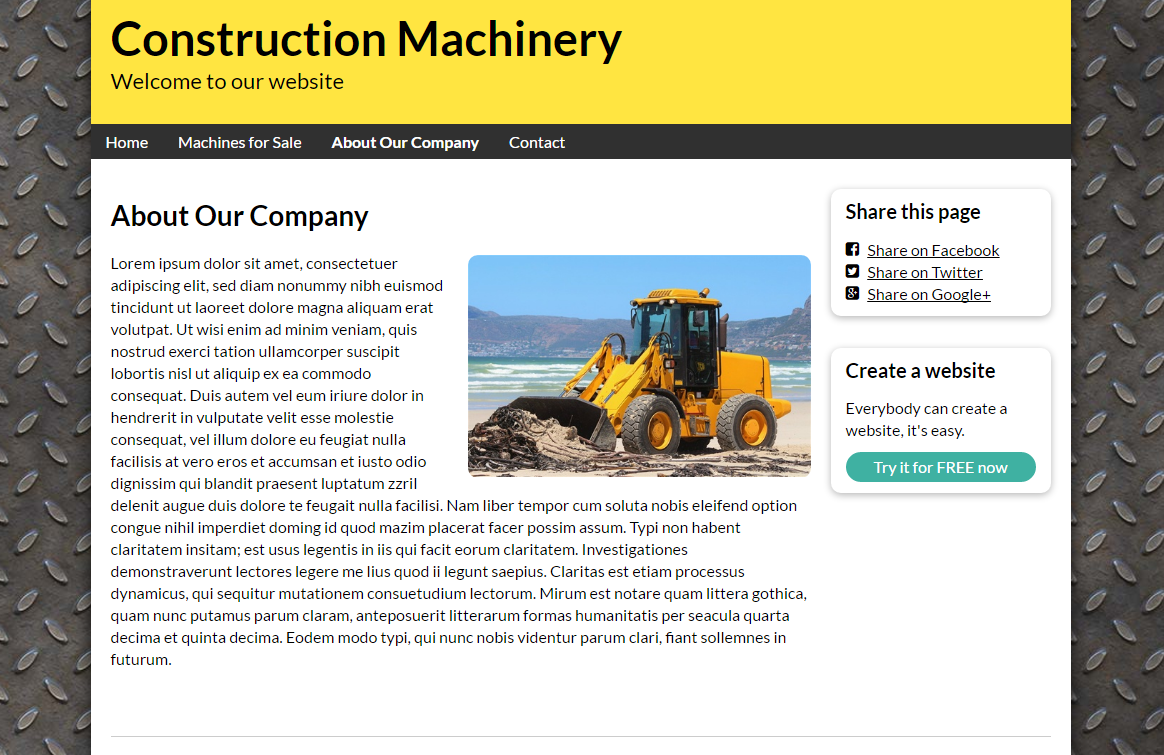 Construction Machinery
Welcome to our website
Home Machines for Sale About Our Company Contact
About Our Company
Lorem ipsum dolor sit amet, consectetuer
adipiscing elit, sed diam nonummy nibh euismod
tincidunt ut laoreet dolore magna aliquam erat
volutpat. Ut wisi enim ad minim veniam, quis
nostrud exerci tation ullamcorper suscipit
lobortis nisl ut aliquip ex ea commodo
consequat. Duis autem vel eum iriure dolor in
hendrerit in vulputate velit esse molestie
consequat, vel illum dolore eu feugiat nulla
facilisis at vero eros et accumsan et iusto odio
dignissim qui blandit praesent luptatum zzril
delenit augue duis dolore te feugait nulla facilisi. Nam liber tempor cum soluta nobis eleifend option
congue nihil imperdiet doming id quod mazim placerat facer possim assum. Typi non habent
claritatem insitam; est usus legentis in iis qui facit eorum claritatem. Investigationes
demonstraverunt lectores legere me lius quod ii legunt saepius. Claritas est etiam processus
dynamicus, qui sequitur mutationem consuetudium lectorum. Mirum est notare quam littera gothica,
quam nunc putamus parum claram, anteposuerit litterarum formas humanitatis per seacula quarta
decima et quinta decima. Eodem modo typi, qui nunc nobis videntur parum clari, fiant sollemnes in
futurum.
Share this page
Share on Facebook
Share on Twitter
Share on Google+
Create a website
Everybody can create a
website, it's easy.
Try it for FREE now